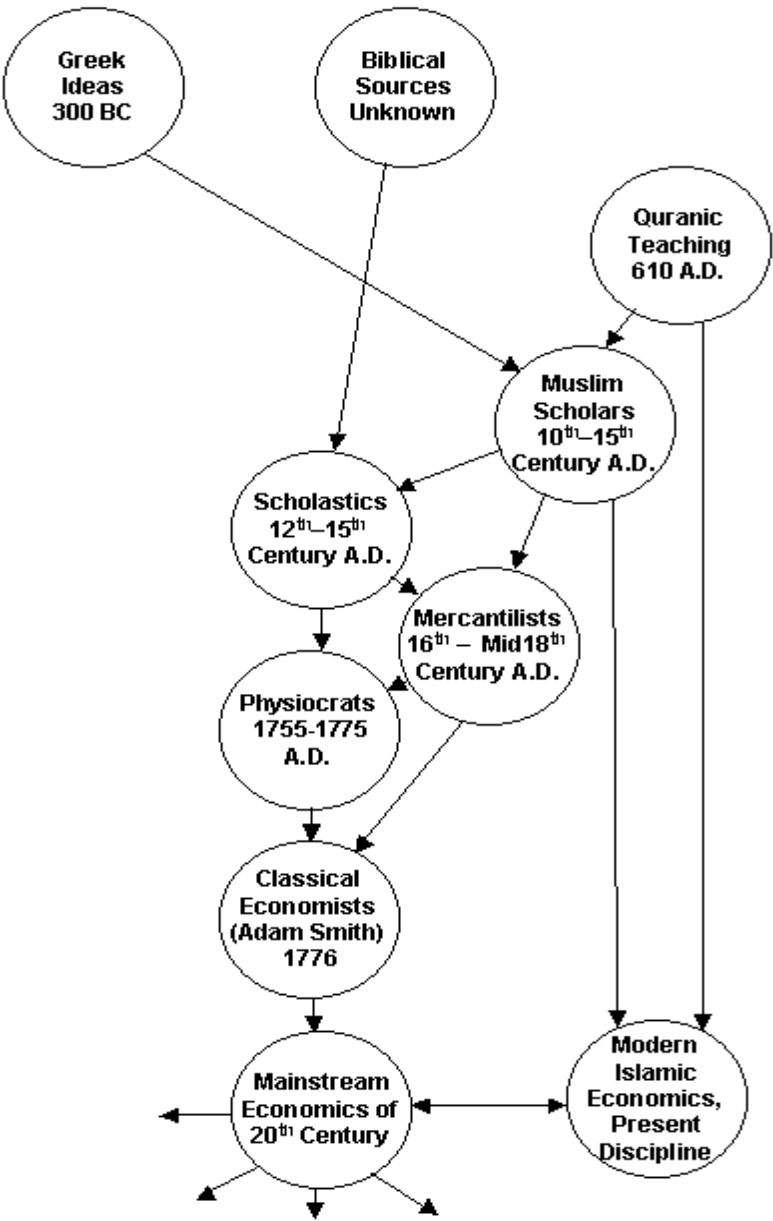 Greek
Ideas
300 BC
Biblical
Sources
Unknown
Quranic
Teaching
610 A.D.
Muslim
Scholars
10th–15th
Century A.D.
Scholastics
12th–15th
Century A.D.
Mercantilists
16th – Mid18th
Century A.D.
Physiocrats
1755-1775
A.D.
Classical
Economists
(Adam Smith)
1776
Mainstream
Economics of
20th Century
Modern
Islamic
Economics,
Present
Discipline